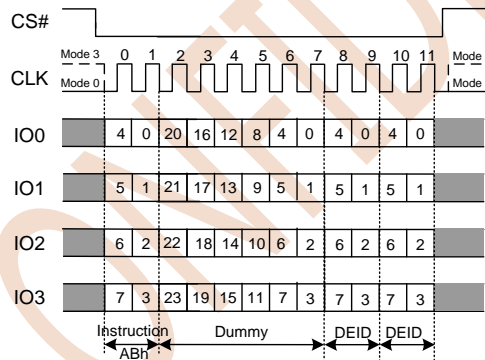 CS#
Mode 3 0 1 2 3 4 5 6 7 8 9 10 11 Mode
CLK Mode 0 Mode
IO0 4 0 20 16 12 8 4 0 4 0 4 0
IO1 5 1 21 17 13 9 5 1 5 1 5 1
IO2 6 2 22 18 14 10 6 2 6 2 6 2
IO3 7 3 23 19 15 11 7 3 7 3 7 3
Instruction Dummy DEID DEID
ABh